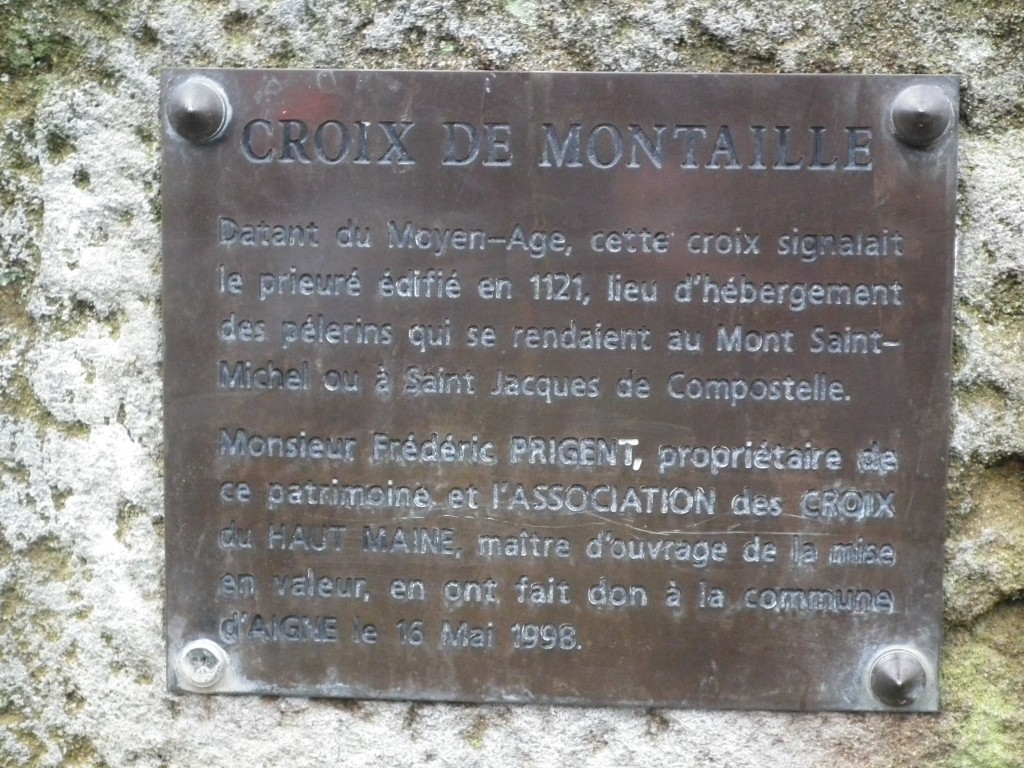 CROIX DE MONTAILLE
Datant du Moyen-Age, cette croix signalait
le prieuré édifié en 1121, lieu d'hébergement
des pélerins qui se rendaient au Mont Saint-
Michel ou à Saint Jacques de Compostelle.
Monsieur Frédéric PRIGENT, propriétaire de
ce patrimoine et l'ASSOCIATION des CROIX
du HAUT MAINE, maître d'ouvrage de la mise
en valeur, en ont fait don à la commune
d'AIGNE le 16 Mai 1998.